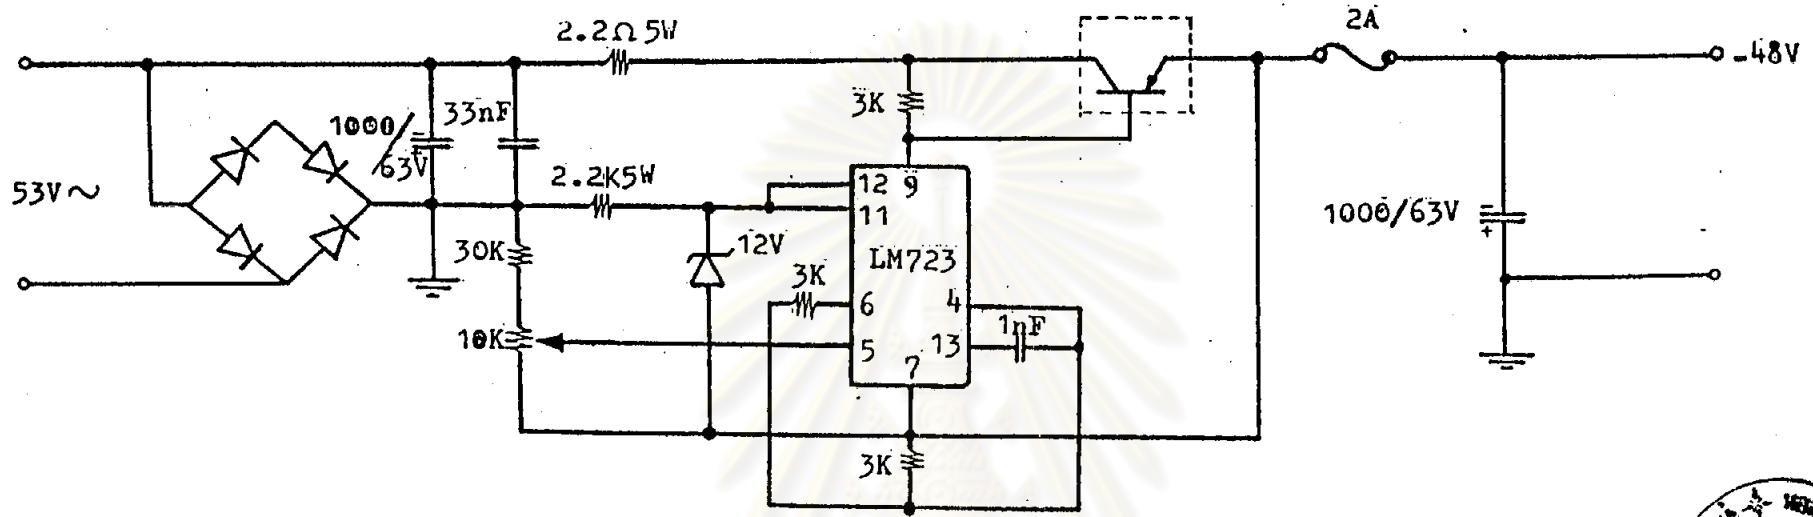 2.2Ω 5W
2A
-48V
3K
1000/63V
33nF
53V~
2.2K5W
12
9
11
1000/63V
30K
12V
LM723
3K
6
4
1nF
10K
5
13
7
3K